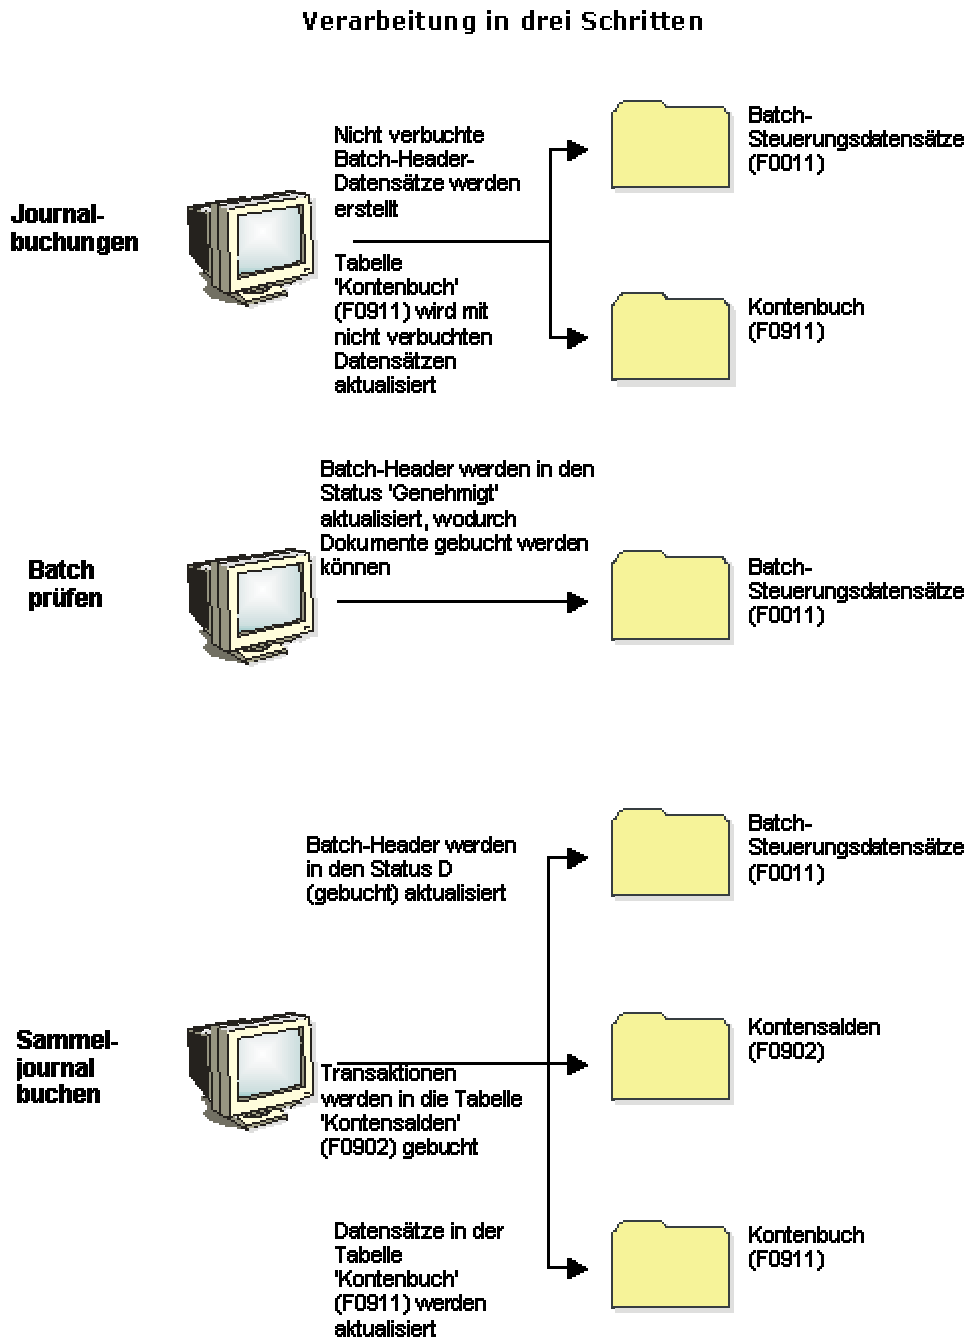 Verarbeitung in drei Schritten
Journal-
buchungen
Nicht verbuchte
Batch-Header-
Datensätze werden
erstellt
Tabelle
'Kontenbuch'
(F0911) wird mit
nicht verbuchten
Datensätzen
aktualisiert
Batch-
Steuerungsdatensätze
(F0011)
Kontenbuch
(F0911)
Batch
prüfen
Batch-Header werden in den
Status 'Genehmigt'
aktualisiert, wodurch
Dokumente gebucht werden
können
Batch-
Steuerungsdatensätze
(F0011)
Sammel-
journal
buchen
Batch-Header werden
in den Status D
(gebucht) aktualisiert
Transaktionen
werden in die Tabelle
'Kontensalden'
(F0902) gebucht
Datensätze in der
Tabelle
'Kontenbuch'
(F0911) werden
aktualisiert
Batch-
Steuerungsdatensätze
(F0011)
Kontensalden
(F0902)
Kontenbuch
(F0911)